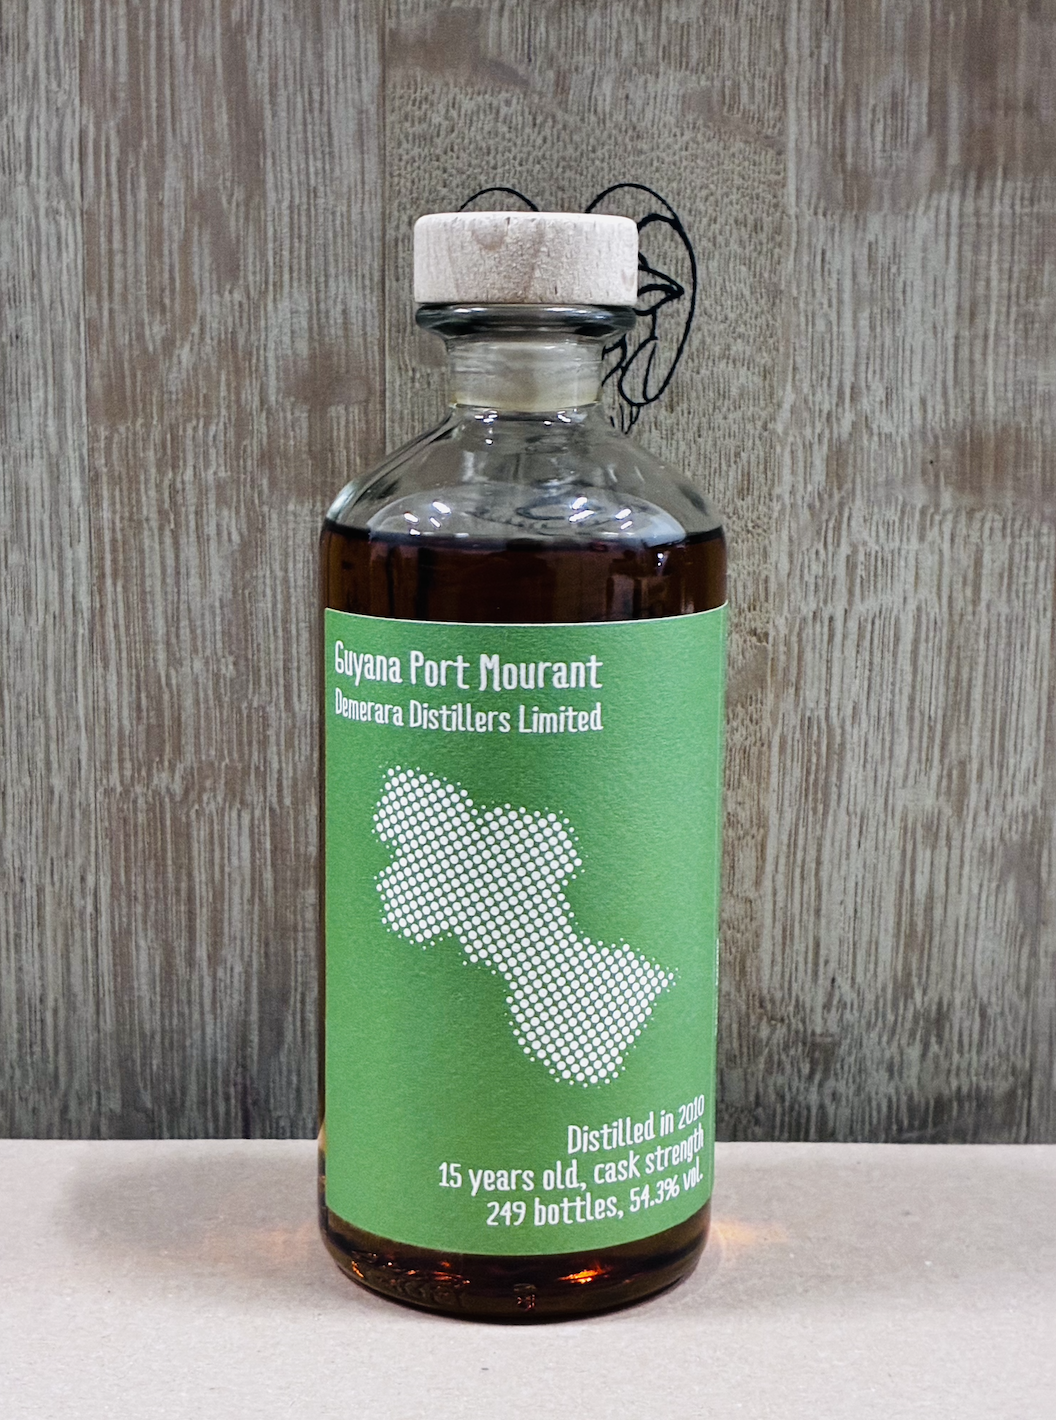 Guyana Port Mourant
Demerara Distillers Limited
Distilled in 2010
15 years old, cask strength
249 bottles, 54.3% vol.